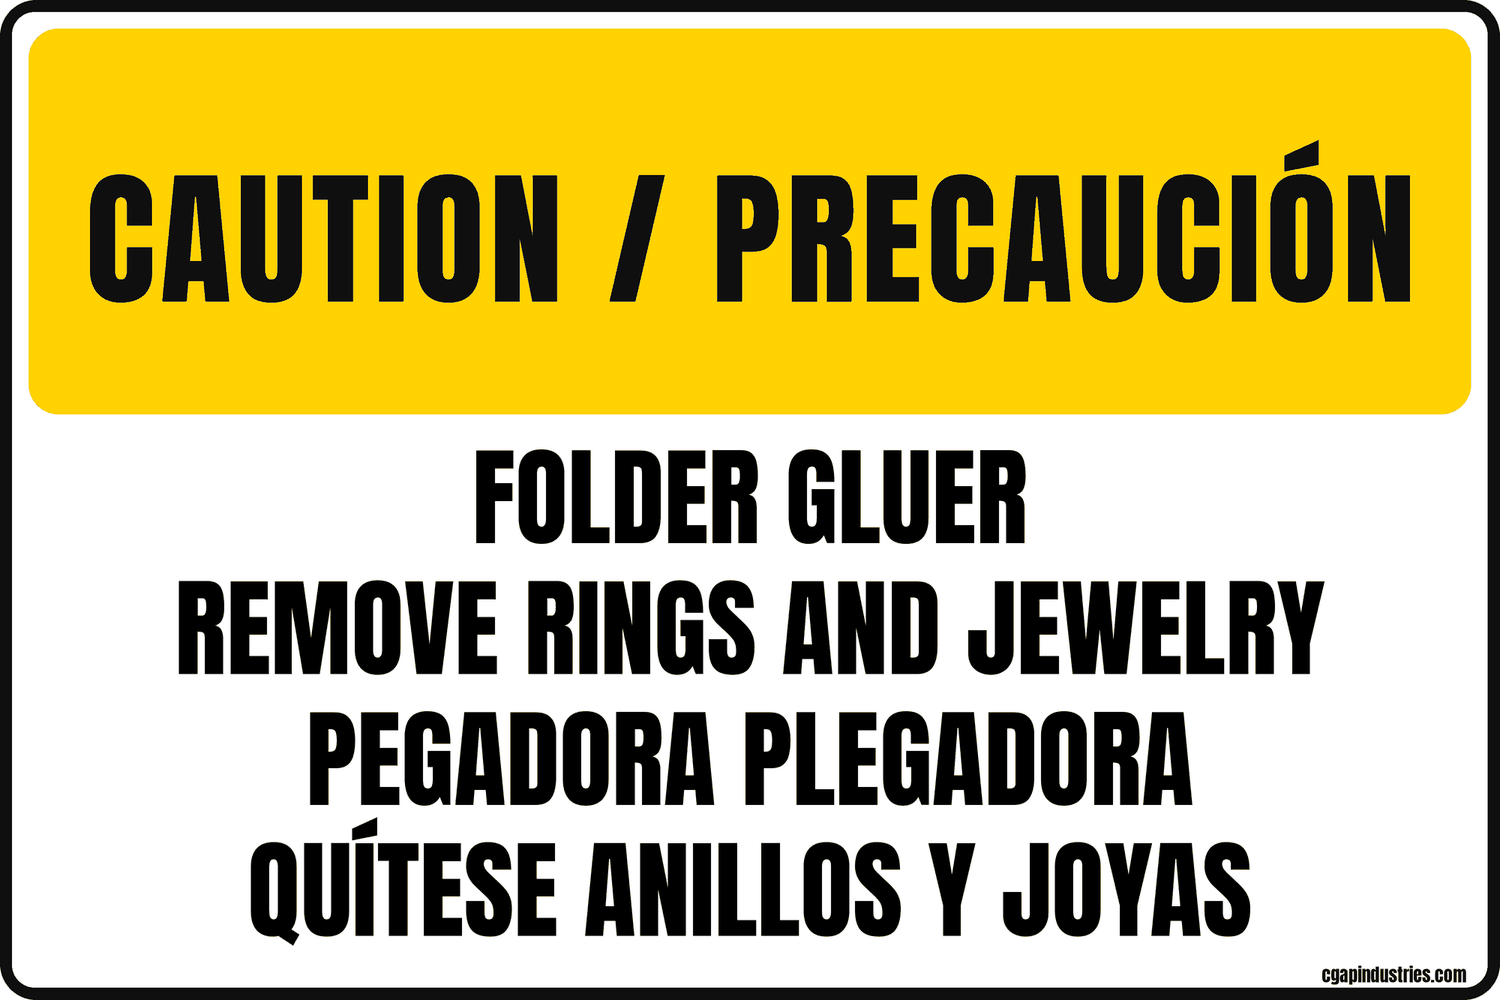 CAUTION / PRECAUCIÓN
FOLDER GLUER
REMOVE RINGS AND JEWELRY
PEGADORA PLEGADORA
QUÍTESE ANILLOS Y JOYAS
cgapindustries.com